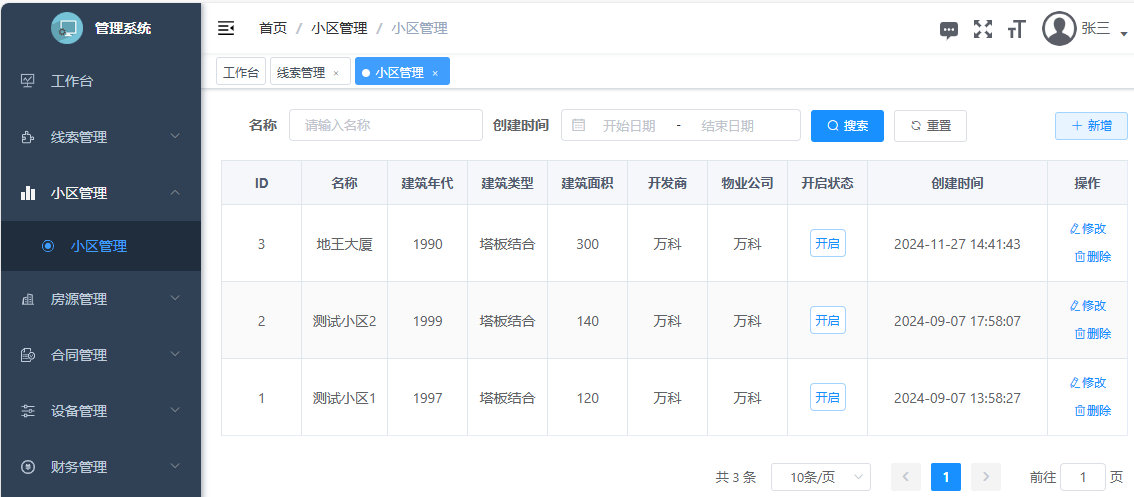 管理系统
工作台
线索管理
小区管理
小区管理
房源管理
合同管理
设备管理
财务管理
首页 / 小区管理 / 小区管理
张三
工作台 线索管理 × 小区管理 ×
名称 请输入名称 创建时间 开始日期 - 结束日期 搜索 重置 新增
ID 名称 建筑年代 建筑类型 建筑面积 开发商 物业公司 开启状态 创建时间 操作
3 地王大厦 1990 塔板结合 300 万科 万科 开启 2024-11-27 14:41:43 修改
删除
2 测试小区2 1999 塔板结合 140 万科 万科 开启 2024-09-07 17:58:07 修改
删除
1 测试小区1 1997 塔板结合 120 万科 万科 开启 2024-09-07 13:58:27 修改
删除
共 3 条 10条/页 1 前往 1 页